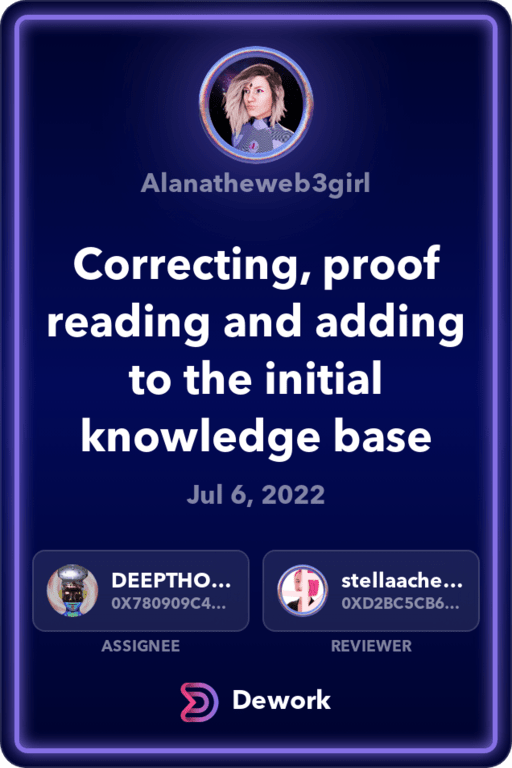 Alanatheweb3girl
Correcting, proof
reading and adding
to the initial
knowledge base
Jul 6, 2022
DEEPTHO...
0X780909C4...
ASSIGNEE
stellaache...
0XD2BC5CB6...
REVIEWER
Dework